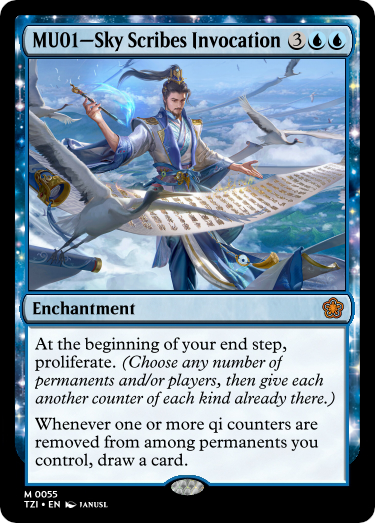 MU01—Sky Scribes Invocation 3
Enchantment
At the beginning of your end step,
proliferate. (Choose any number of
permanents and/or players, then give each
another counter of each kind already there.)
Whenever one or more qi counters are
removed from among permanents you
control, draw a card.
M 0055
TZI • EN JANUSL